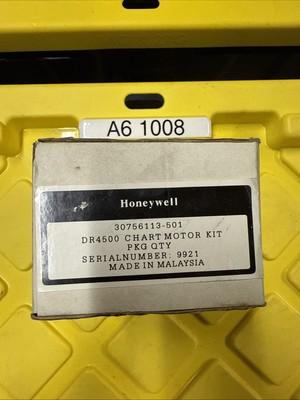 A6 1008
Honeywell
30756113-501
DR4500 CHART MOTOR KIT
PKG QTY
SERIALNUMBER: 9921
MADE IN MALAYSIA